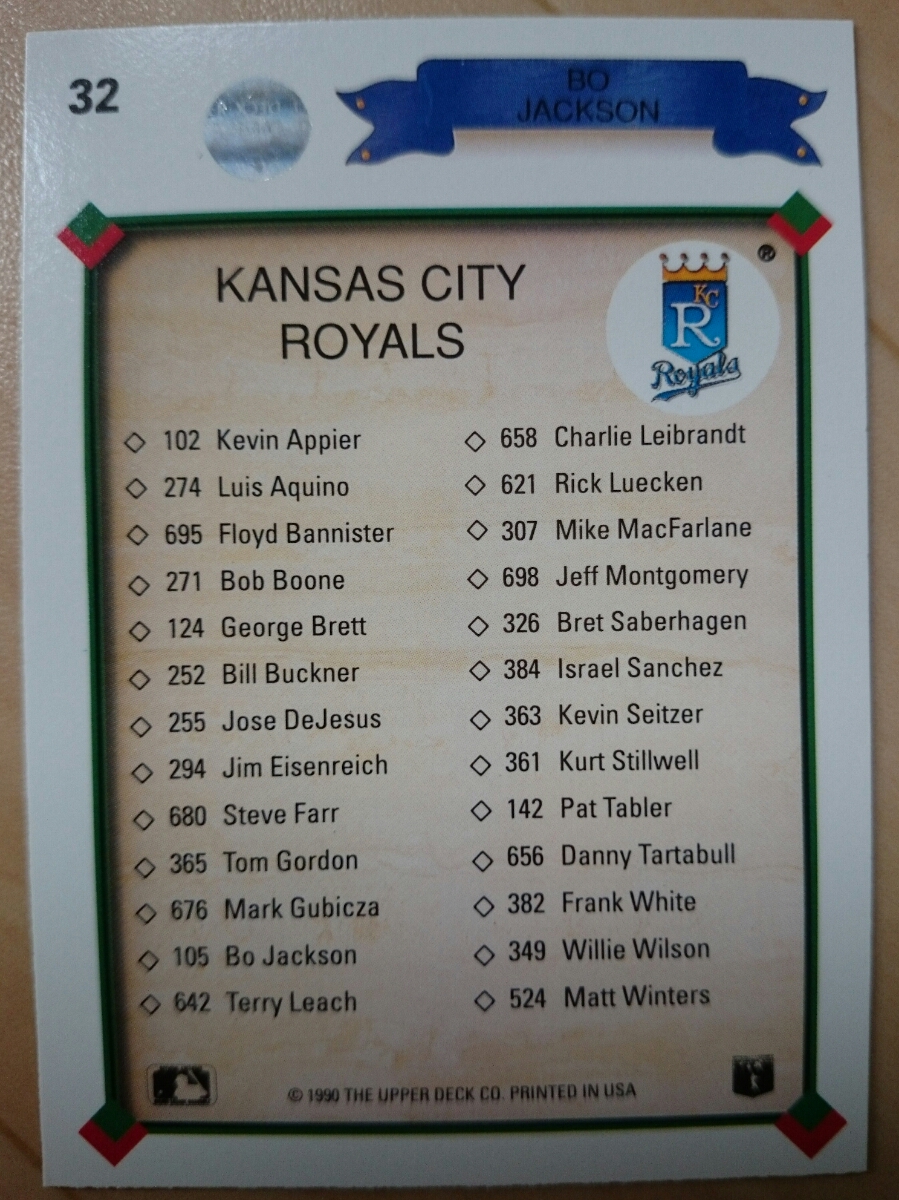 32
BO
JACKSON
KANSAS CITY
ROYALS
®
KC
R
Royals
◇ 102 Kevin Appier
◇ 274 Luis Aquino
◇ 695 Floyd Bannister
◇ 271 Bob Boone
◇ 124 George Brett
◇ 252 Bill Buckner
◇ 255 Jose DeJesus
◇ 294 Jim Eisenreich
◇ 680 Steve Farr
◇ 365 Tom Gordon
◇ 676 Mark Gubicza
◇ 105 Bo Jackson
◇ 642 Terry Leach
◇ 658 Charlie Leibrandt
◇ 621 Rick Luecken
◇ 307 Mike MacFarlane
◇ 698 Jeff Montgomery
◇ 326 Bret Saberhagen
◇ 384 Israel Sanchez
◇ 363 Kevin Seitzer
◇ 361 Kurt Stillwell
◇ 142 Pat Tabler
◇ 656 Danny Tartabull
◇ 382 Frank White
◇ 349 Willie Wilson
◇ 524 Matt Winters
© 1990 THE UPPER DECK CO. PRINTED IN USA